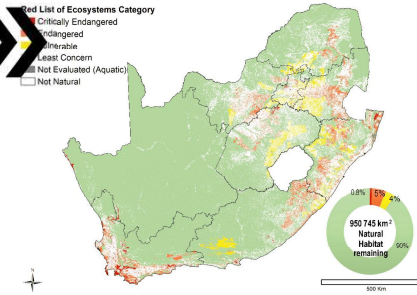 Red List of Ecosystems Category
Critically Endangered
Endangered
Vulnerable
Least Concern
Not Evaluated (Aquatic)
Not Natural
0.8%
5%
4%
950 745 km²
Natural
Habitat
remaining
90%
N
500 Km